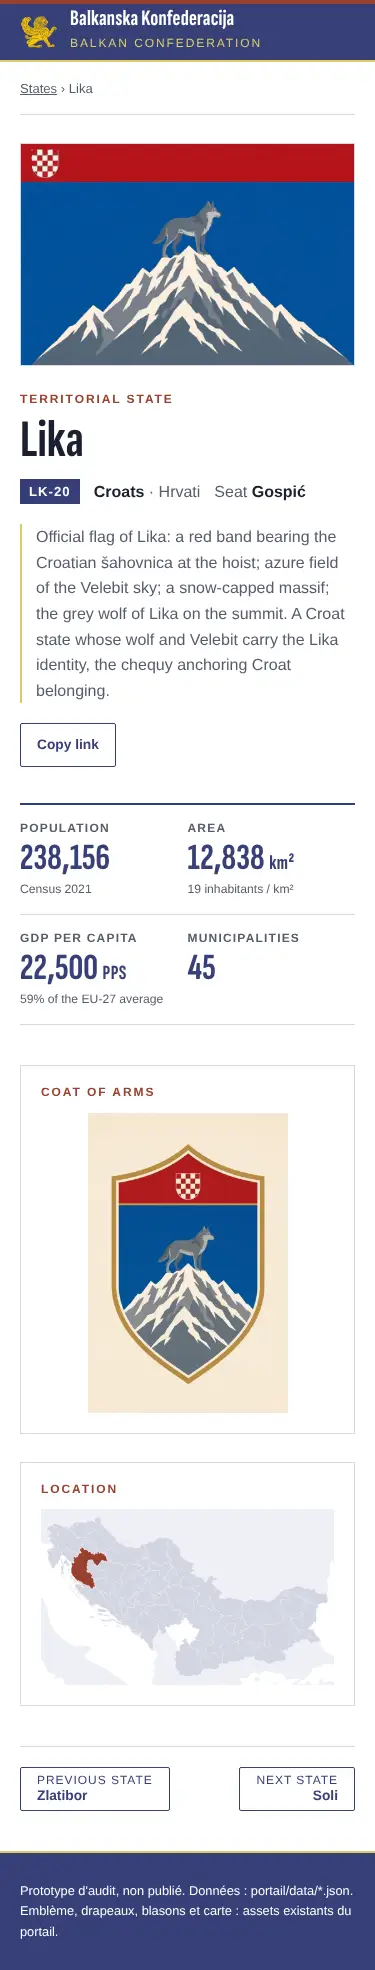 Balkanska Konfederacija
BALKAN CONFEDERATION
States › Lika
TERRITORIAL STATE
Lika
LK-20 Croats · Hrvati Seat Gospić
Official flag of Lika: a red band bearing the
Croatian šahovnica at the hoist; azure field
of the Velebit sky; a snow-capped massif;
the grey wolf of Lika on the summit. A Croat
state whose wolf and Velebit carry the Lika
identity, the chequy anchoring Croat
belonging.
Copy link
POPULATION
238,156
Census 2021
AREA
12,838 km²
19 inhabitants / km²
GDP PER CAPITA
22,500 PPS
59% of the EU-27 average
MUNICIPALITIES
45
COAT OF ARMS
LOCATION
PREVIOUS STATE
Zlatibor
NEXT STATE
Soli
Prototype d'audit, non publié. Données : portail/data/*.json.
Emblème, drapeaux, blasons et carte : assets existants du
portail.